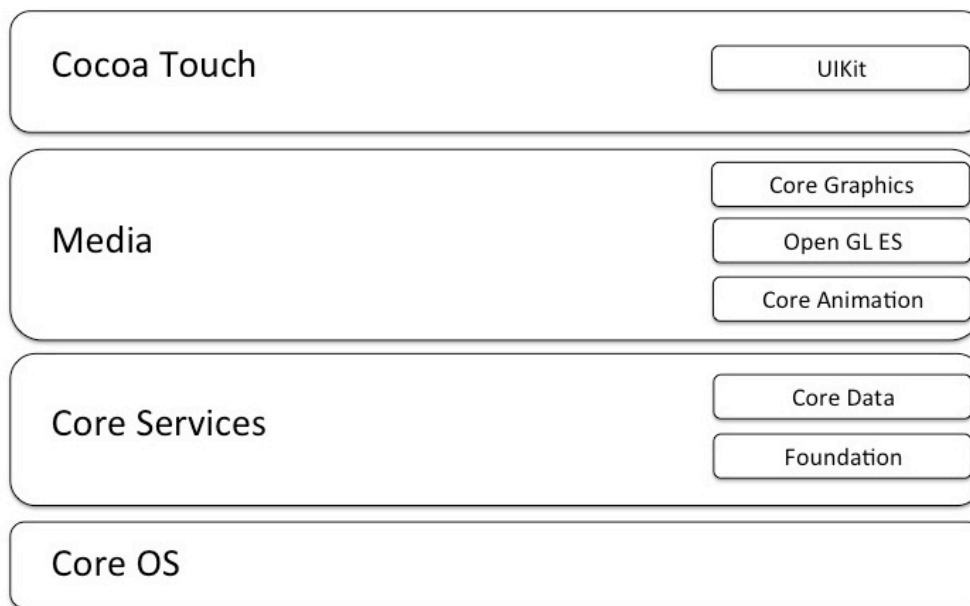 Cocoa Touch
UIKit
Media
Core Graphics
Open GL ES
Core Animation
Core Services
Core Data
Foundation
Core OS